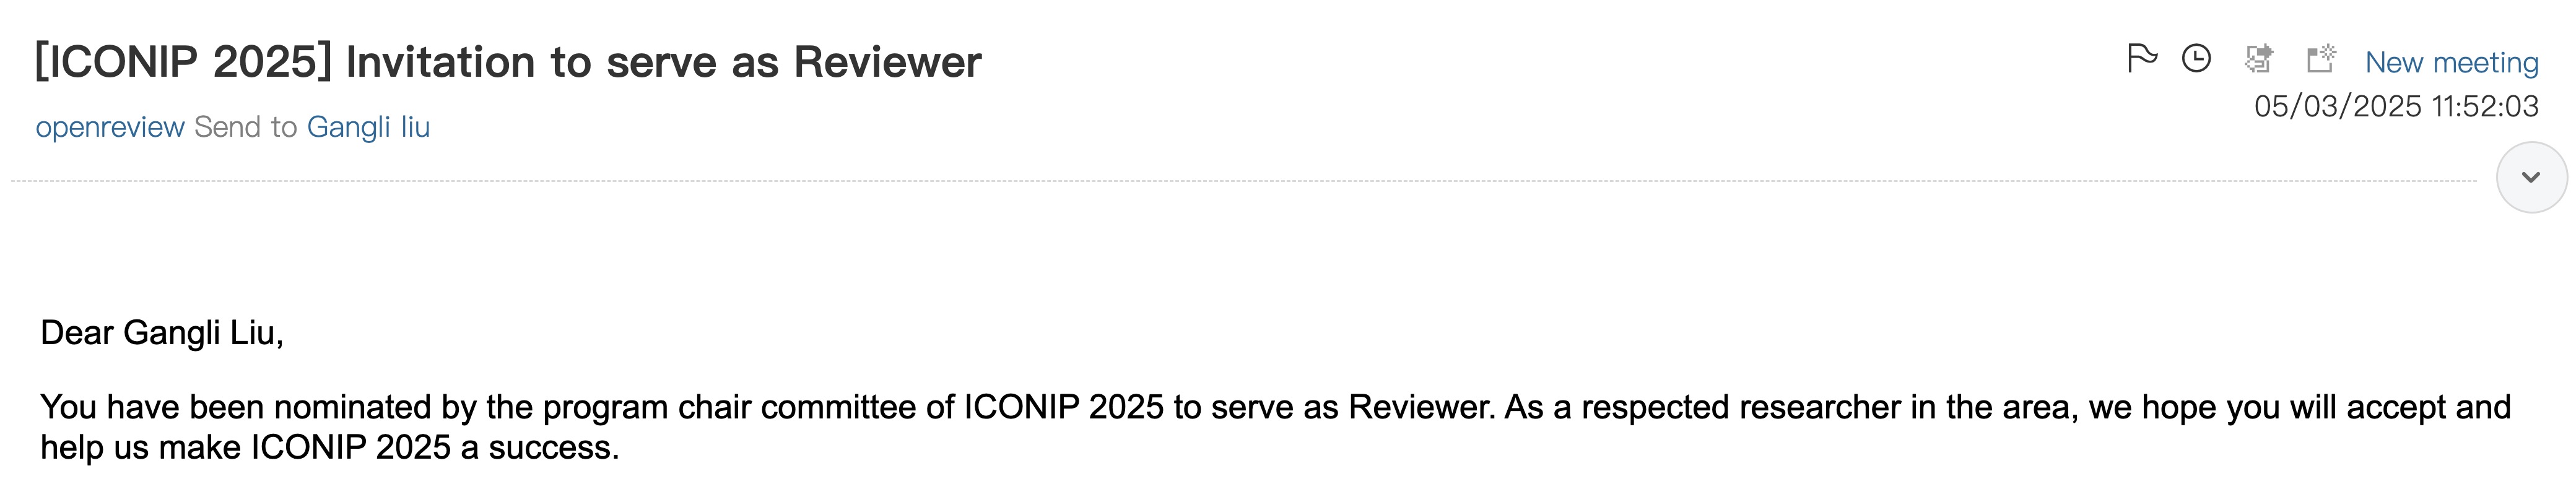 [ICONIP 2025] Invitation to serve as Reviewer
New meeting
openreview Send to Gangli liu
05/03/2025 11:52:03
Dear Gangli Liu,
You have been nominated by the program chair committee of ICONIP 2025 to serve as Reviewer. As a respected researcher in the area, we hope you will accept and
help us make ICONIP 2025 a success.